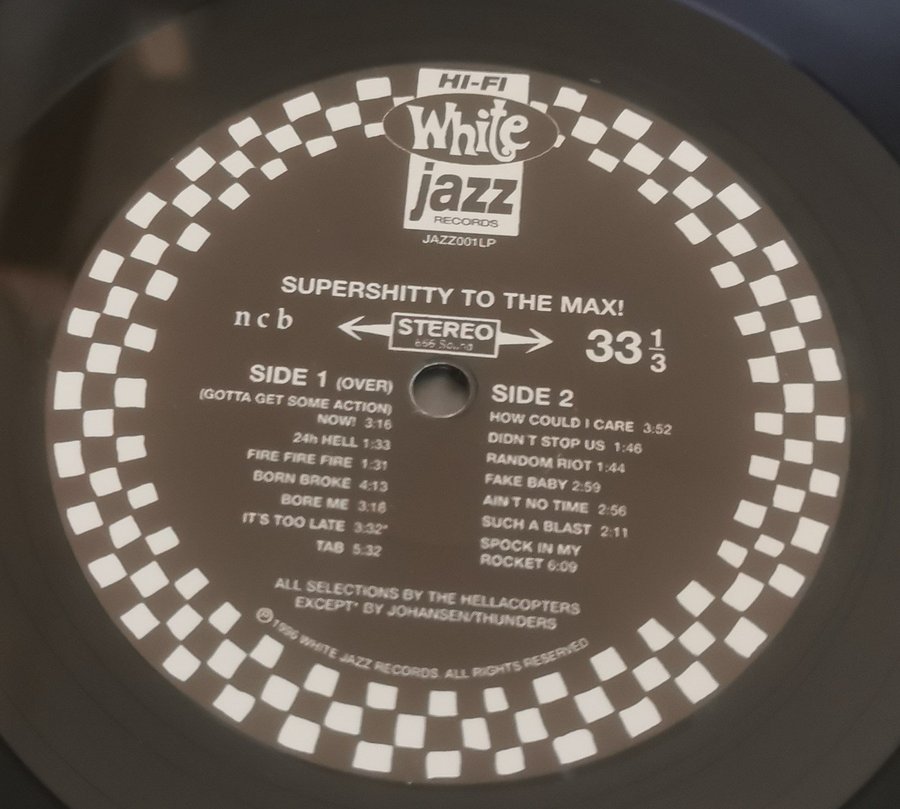 HI-FI
White
jazz
RECORDS
JAZZ001LP
SUPERSHITTY TO THE MAX!
ncb
STEREO
666 Sound
33 1/3
SIDE 1 (OVER)
(GOTTA GET SOME ACTION)
NOW! 3:16
24h HELL 1:33
FIRE FIRE FIRE 1:31
BORN BROKE 4:13
BORE ME 3:18
IT'S TOO LATE 3:32*
TAB 5:32
SIDE 2
HOW COULD I CARE 3:52
DIDN T STOP US 1:46
RANDOM RIOT 1:44
FAKE BABY 2:59
AIN T NO TIME 2:56
SUCH A BLAST 2:11
SPOCK IN MY
ROCKET 6:09
ALL SELECTIONS BY THE HELLACOPTERS
EXCEPT* BY JOHANSEN/THUNDERS
℗ 1996 WHITE JAZZ RECORDS. ALL RIGHTS RESERVED